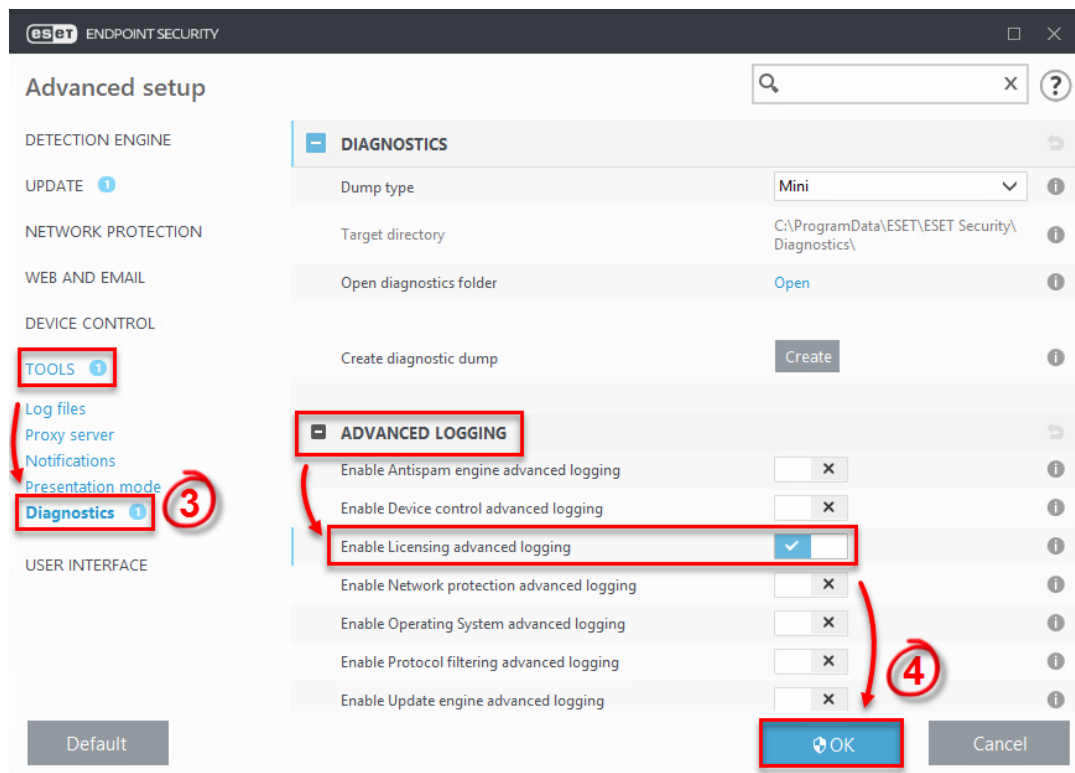 eset ENDPOINT SECURITY
Advanced setup
x
?
DETECTION ENGINE
UPDATE 1
NETWORK PROTECTION
WEB AND EMAIL
DEVICE CONTROL
TOOLS 1
Log files
Proxy server
Notifications
Presentation mode
Diagnostics 1
3
USER INTERFACE
DIAGNOSTICS
Dump type Mini
Target directory C:\ProgramData\ESET\ESET Security\
Diagnostics\
Open diagnostics folder Open
Create diagnostic dump Create
ADVANCED LOGGING
Enable Antispam engine advanced logging
Enable Device control advanced logging
Enable Licensing advanced logging
Enable Network protection advanced logging
Enable Operating System advanced logging
Enable Protocol filtering advanced logging
Enable Update engine advanced logging
4
Default
OK
Cancel